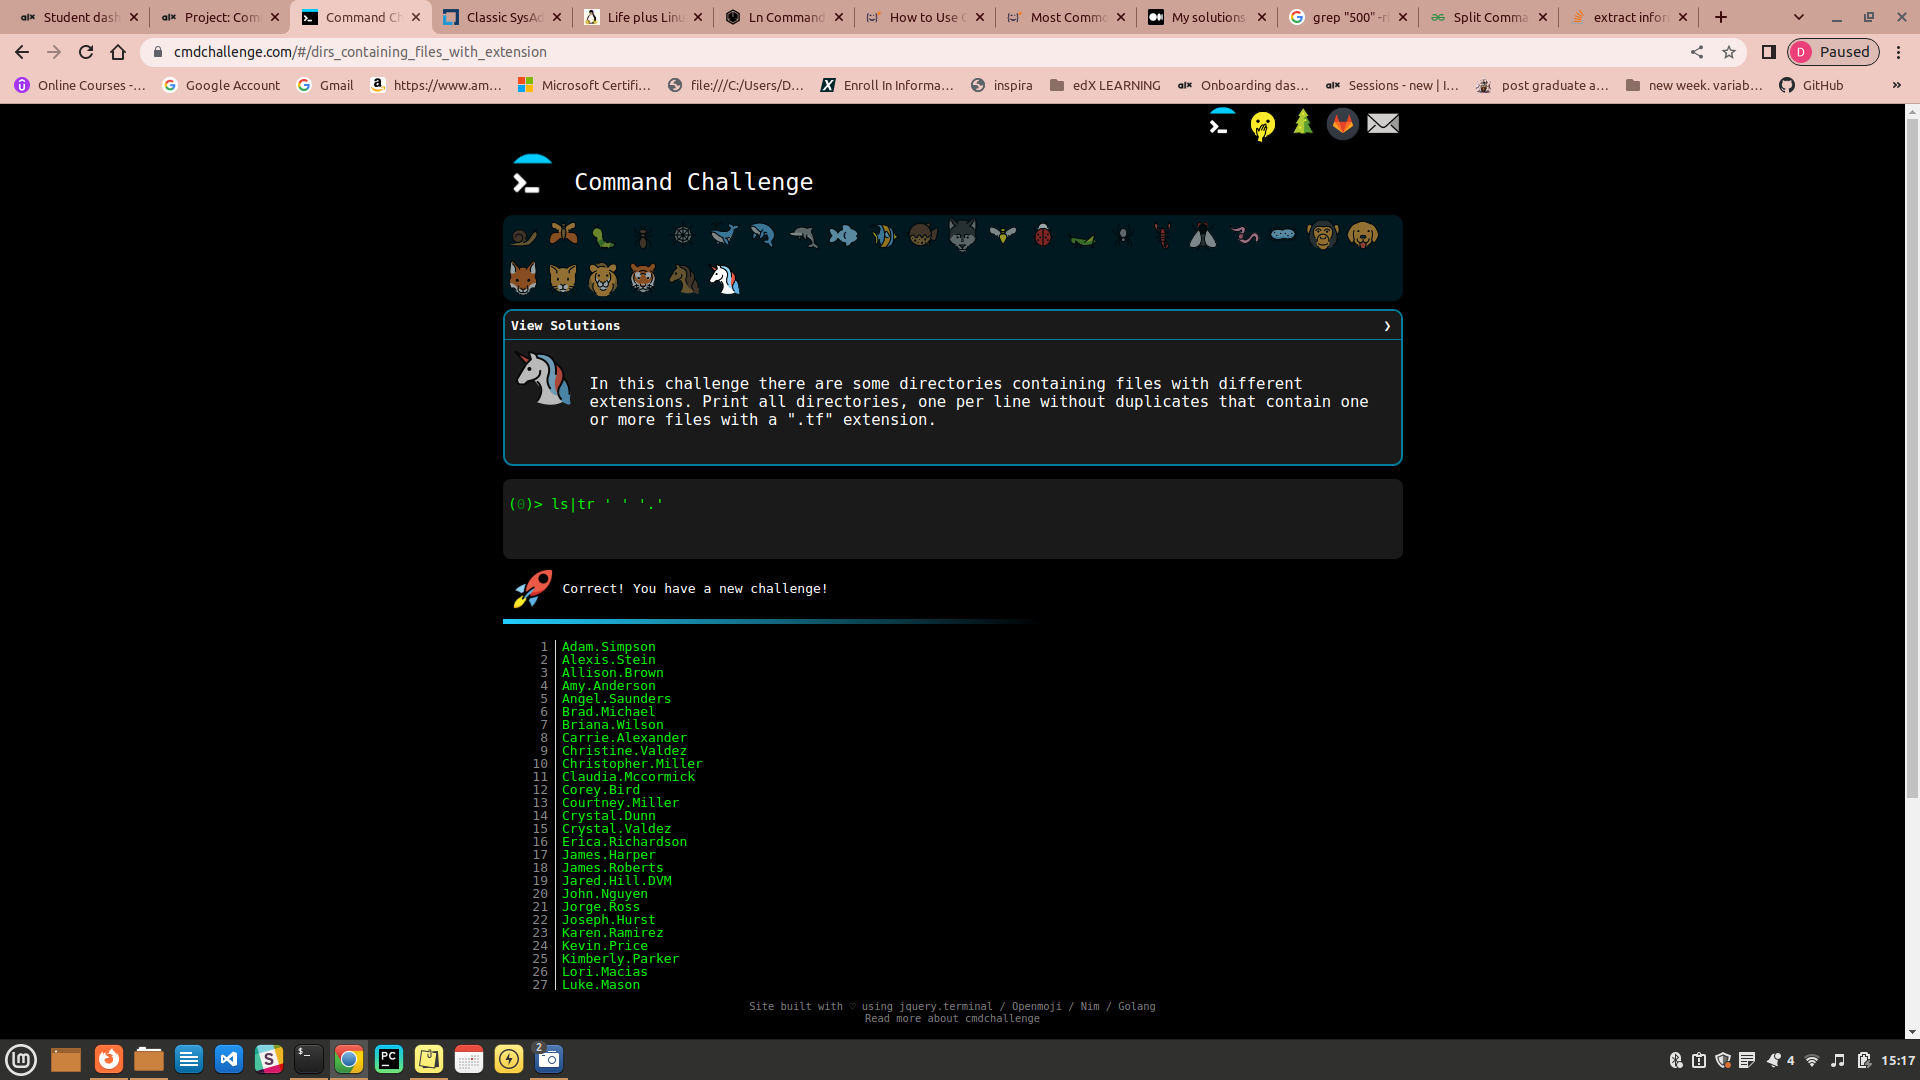 Student dash
Project: Com
Command Ch
Classic SysAd
Life plus Linu
Ln Command
How to Use
Most Commo
My solutions
grep "500" -r
Split Comma
extract infor
cmdchallenge.com/#/dirs_containing_files_with_extension
D Paused
Online Courses -...
Google Account
Gmail
https://www.am...
Microsoft Certifi...
file:///C:/Users/D...
Enroll In Informa...
inspira
edX LEARNING
Onboarding das...
Sessions - new | I...
post graduate a...
new week. variab...
GitHub
»
Command Challenge
View Solutions
In this challenge there are some directories containing files with different
extensions. Print all directories, one per line without duplicates that contain one
or more files with a ".tf" extension.
(0)> ls|tr ' ' '.'
Correct! You have a new challenge!
1 Adam.Simpson
2 Alexis.Stein
3 Allison.Brown
4 Amy.Anderson
5 Angel.Saunders
6 Brad.Michael
7 Briana.Wilson
8 Carrie.Alexander
9 Christine.Valdez
10 Christopher.Miller
11 Claudia.Mccormick
12 Corey.Bird
13 Courtney.Miller
14 Crystal.Dunn
15 Crystal.Valdez
16 Erica.Richardson
17 James.Harper
18 James.Roberts
19 Jared.Hill.DVM
20 John.Nguyen
21 Jorge.Ross
22 Joseph.Hurst
23 Karen.Ramirez
24 Kevin.Price
25 Kimberly.Parker
26 Lori.Macias
27 Luke.Mason
Site built with ♡ using jquery.terminal / Openmoji / Nim / Golang
Read more about cmdchallenge
2
4
15:17